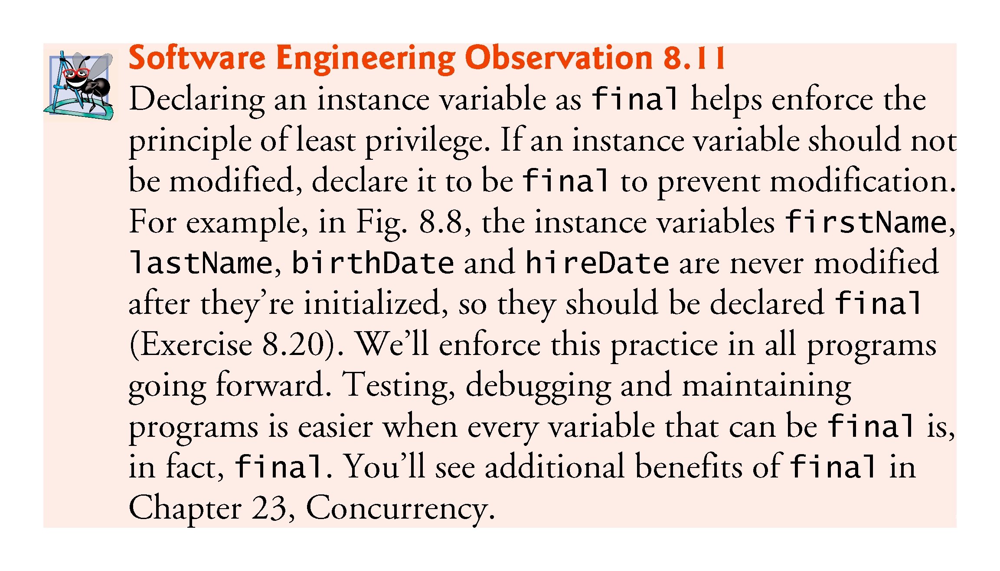 Software Engineering Observation 8.11
Declaring an instance variable as final helps enforce the
principle of least privilege. If an instance variable should not
be modified, declare it to be final to prevent modification.
For example, in Fig. 8.8, the instance variables firstName,
lastName, birthDate and hireDate are never modified
after they’re initialized, so they should be declared final
(Exercise 8.20). We’ll enforce this practice in all programs
going forward. Testing, debugging and maintaining
programs is easier when every variable that can be final is,
in fact, final. You’ll see additional benefits of final in
Chapter 23, Concurrency.